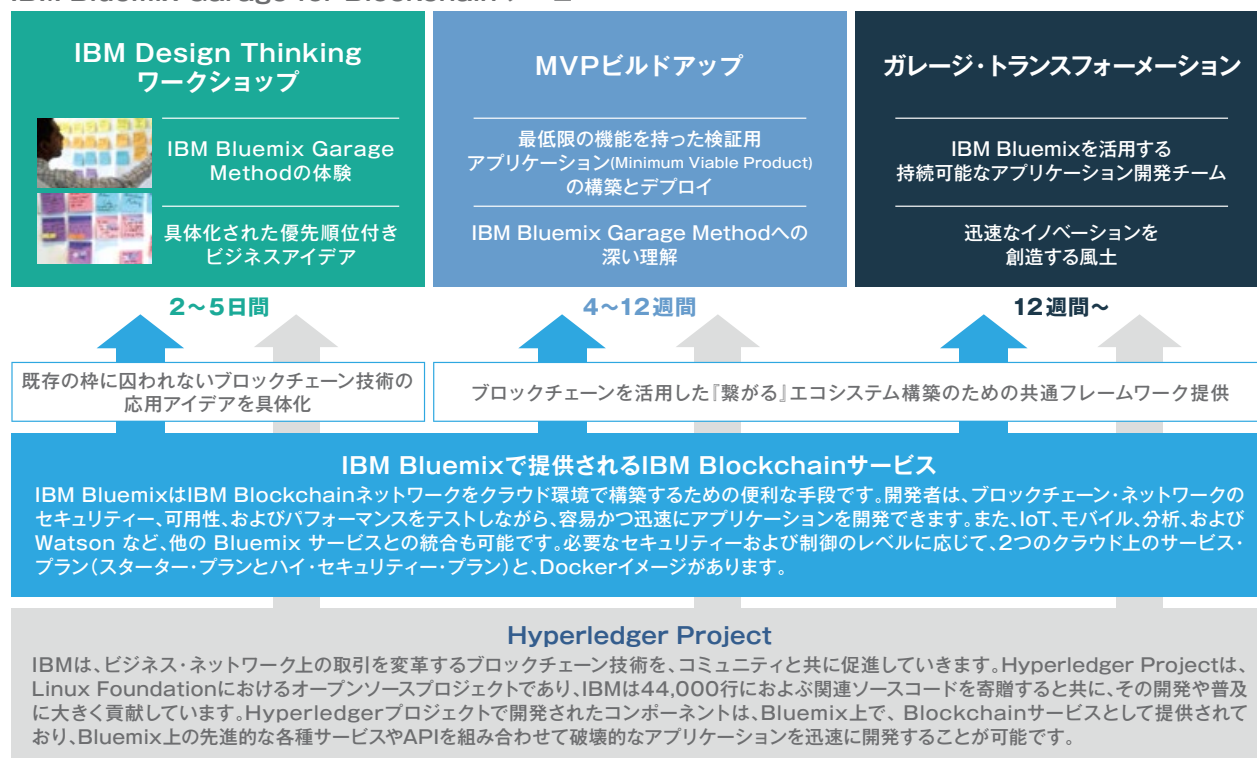 IBM Bluemix Garage for Blockchain
IBM Design Thinking
ワークショップ
IBM Bluemix Garage
Methodの体験
具体化された優先順位付き
ビジネスアイデア
MVPビルドアップ
最低限の機能を持った検証用
アプリケーション(Minimum Viable Product)
の構築とデプロイ
IBM Bluemix Garage Methodへの
深い理解
ガレージ・トランスフォーメーション
IBM Bluemixを活用する
持続可能なアプリケーション開発チーム
迅速なイノベーションを
創造する風土
2～5日間
4～12週間
12週間～
既存の枠に囚われないブロックチェーン技術の
応用アイデアを具体化
ブロックチェーンを活用した『繋がる』エコシステム構築のための共通フレームワーク提供
IBM Bluemixで提供されるIBM Blockchainサービス
IBM BluemixはIBM Blockchainネットワークをクラウド環境で構築するための便利な手段です。開発者は、ブロックチェーン・ネットワークの
セキュリティー、可用性、およびパフォーマンスをテストしながら、容易かつ迅速にアプリケーションを開発できます。また、IoT、モバイル、分析、および
Watson など、他の Bluemix サービスとの統合も可能です。必要なセキュリティーおよび制御のレベルに応じて、2つのクラウド上のサービス・
プラン（スターター・プランとハイ・セキュリティー・プラン）と、Dockerイメージがあります。
Hyperledger Project
IBMは、ビジネス・ネットワーク上の取引を変革するブロックチェーン技術を、コミュニティと共に促進していきます。Hyperledger Projectは、
Linux Foundationにおけるオープンソースプロジェクトであり、IBMは44,000行におよぶ関連ソースコードを寄贈すると共に、その開発や普及
に大きく貢献しています。Hyperledgerプロジェクトで開発されたコンポーネントは、Bluemix上で、 Blockchainサービスとして提供されて
おり、Bluemix上の先進的な各種サービスやAPIを組み合わせて破壊的なアプリケーションを迅速に開発することが可能です。